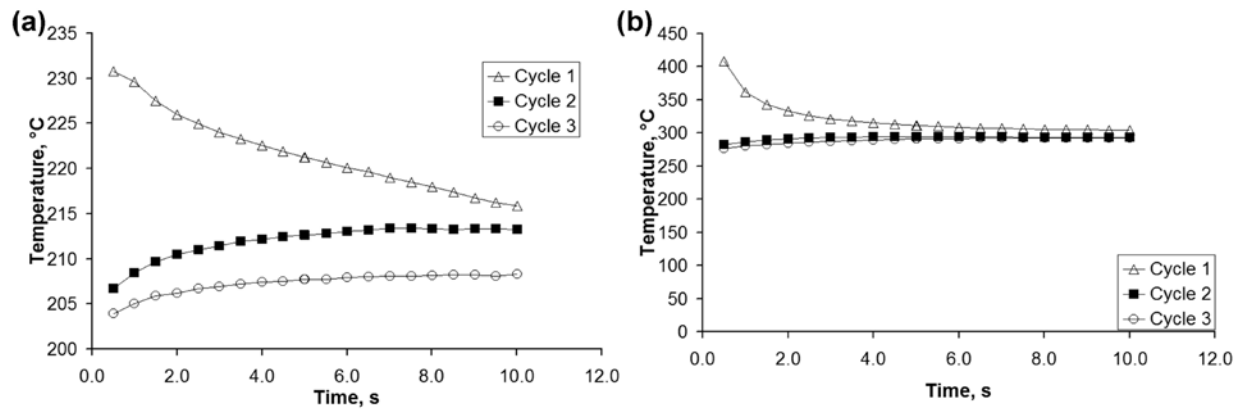 (a)
235
230
225
220
215
210
205
200
Temperature, °C
0.0 2.0 4.0 6.0 8.0 10.0 12.0
Time, s
Cycle 1
Cycle 2
Cycle 3
(b)
450
400
350
300
250
200
150
100
50
0
Temperature, °C
0.0 2.0 4.0 6.0 8.0 10.0 12.0
Time, s
Cycle 1
Cycle 2
Cycle 3